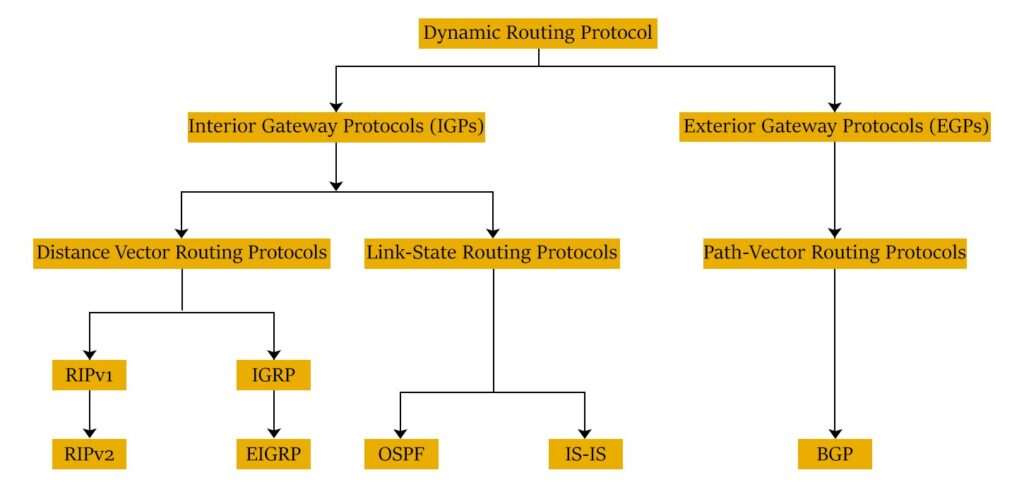 Dynamic Routing Protocol
Interior Gateway Protocols (IGPs)
Exterior Gateway Protocols (EGPs)
Distance Vector Routing Protocols
Link-State Routing Protocols
Path-Vector Routing Protocols
RIPv1
IGRP
RIPv2
EIGRP
OSPF
IS-IS
BGP